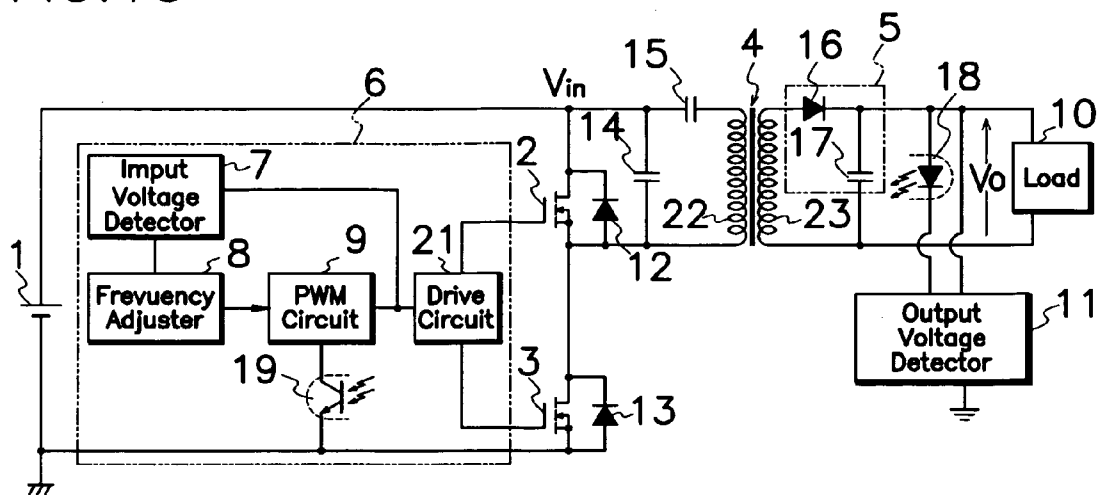 4
16
5
15
18
Vin
6
10
14
17
Imput
Voltage
Detector
7
2
Vo
Load
22
23
12
1
8
9
21
Frevuency
Adjuster
PWM
Circuit
Drive
Circuit
Output
Voltage
Detector
11
19
3
13